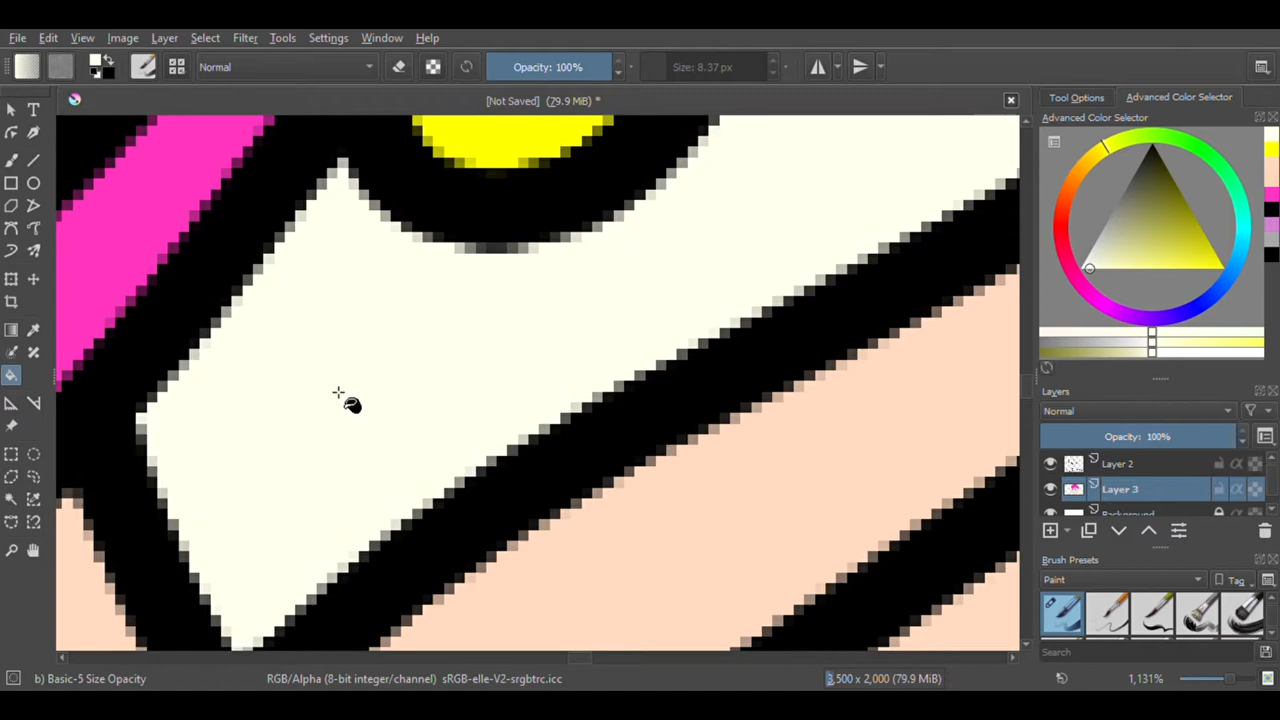 File Edit View Image Layer Select Filter Tools Settings Window Help
Normal Opacity: 100% Size: 8.37 px
[Not Saved] (79.9 MiB) *
Tool Options Advanced Color Selector
Advanced Color Selector
Layers
Normal
Opacity: 100%
Layer 2
Layer 3
Background
Brush Presets
Paint Tag
Search
b) Basic-5 Size Opacity RGB/Alpha (8-bit integer/channel) sRGB-elle-V2-srgbtrc.icc 3,500 x 2,000 (79.9 MiB) 1,131%